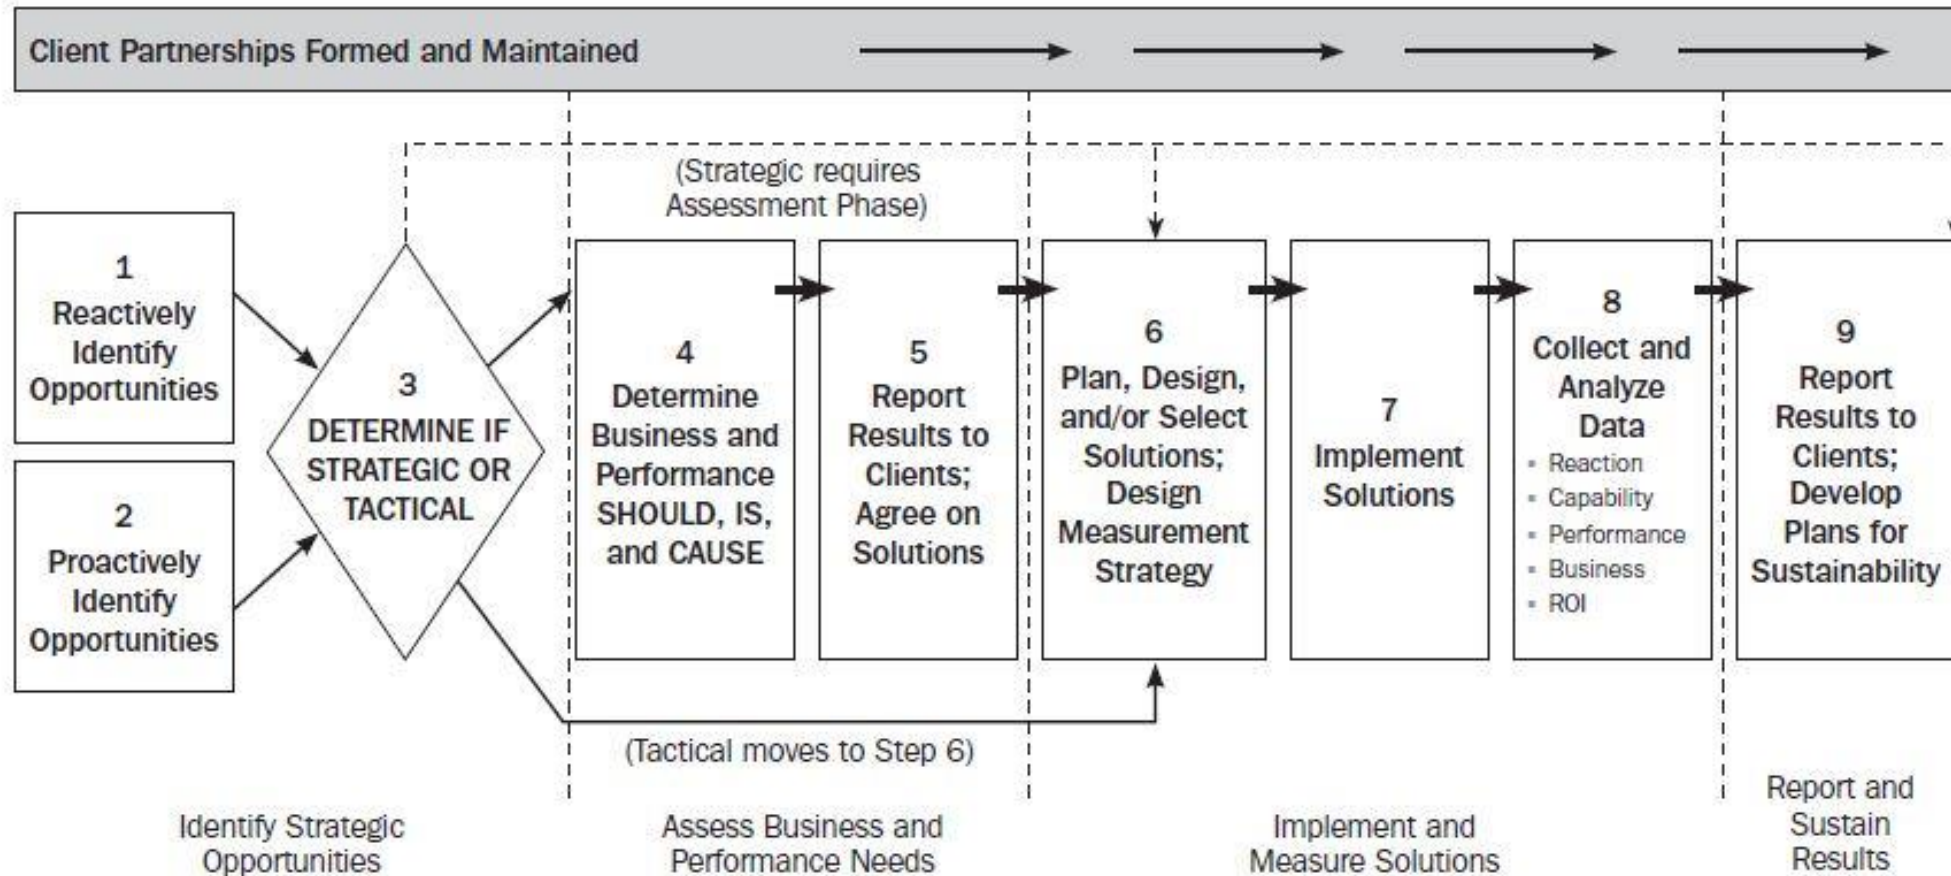 Client Partnerships Formed and Maintained
(Strategic requires
Assessment Phase)
1
Reactively
Identify
Opportunities
2
Proactively
Identify
Opportunities
3
DETERMINE IF
STRATEGIC OR
TACTICAL
4
Determine
Business and
Performance
SHOULD, IS,
and CAUSE
5
Report
Results to
Clients;
Agree on
Solutions
6
Plan, Design,
and/or Select
Solutions;
Design
Measurement
Strategy
7
Implement
Solutions
8
Collect and
Analyze
Data
▪ Reaction
▪ Capability
▪ Performance
▪ Business
▪ ROI
9
Report
Results to
Clients;
Develop
Plans for
Sustainability
(Tactical moves to Step 6)
Identify Strategic
Opportunities
Assess Business and
Performance Needs
Implement and
Measure Solutions
Report and
Sustain
Results